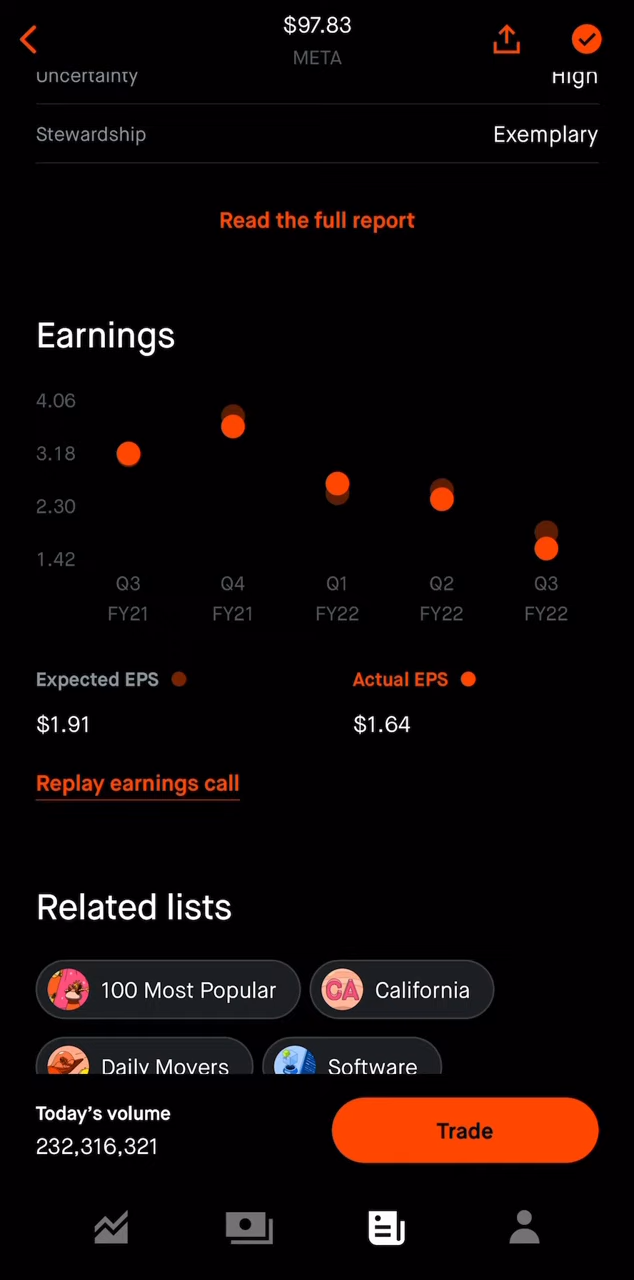 $97.83
META
Uncertainty High
Stewardship Exemplary
Read the full report
Earnings
4.06
3.18
2.30
1.42
Q3 Q4 Q1 Q2 Q3
FY21 FY21 FY22 FY22 FY22
Expected EPS Actual EPS
$1.91 $1.64
Replay earnings call
Related lists
100 Most Popular CA California
Daily Movers Software
Today’s volume
232,316,321
Trade